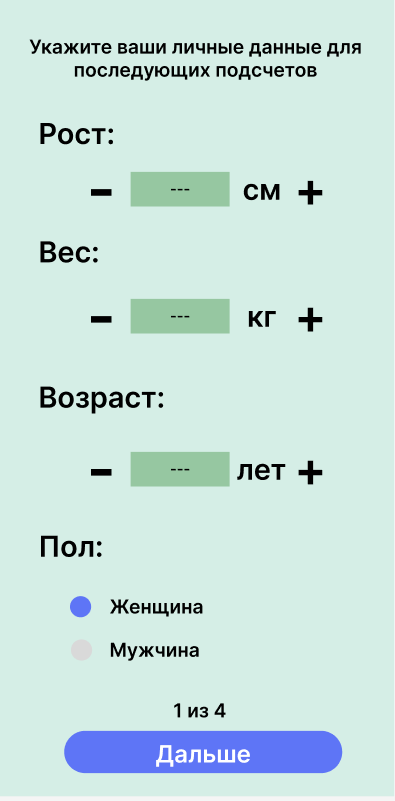 Укажите ваши личные данные для
последующих подсчетов
Рост:
– --- см +
Вес:
– --- кг +
Возраст:
– --- лет +
Пол:
Женщина
Мужчина
1 из 4
Дальше